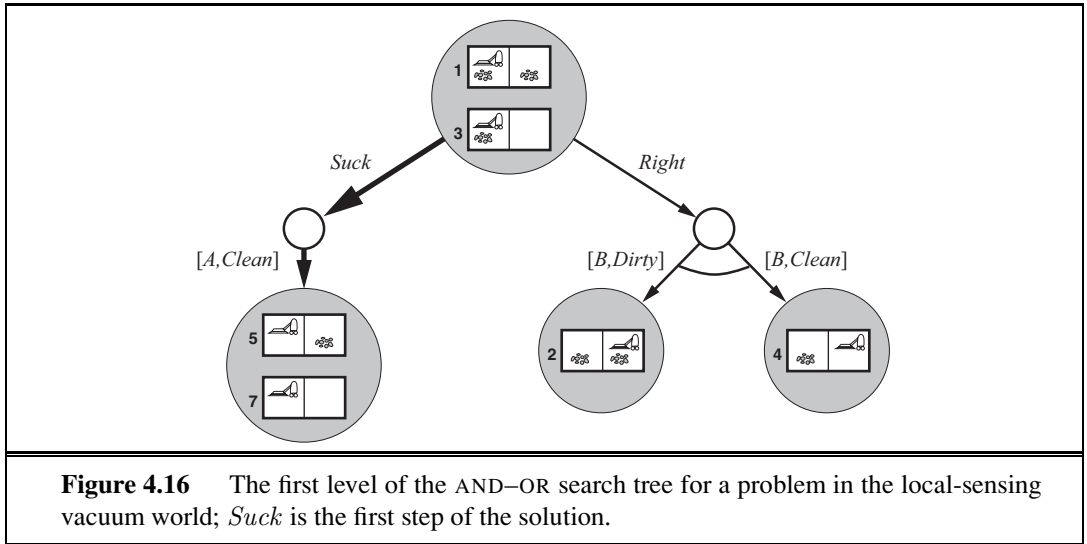 1
3
Suck
Right
[A,Clean]
[B,Dirty]
[B,Clean]
5
2
4
7
Figure 4.16 The first level of the AND–OR search tree for a problem in the local-sensing
vacuum world; Suck is the first step of the solution.